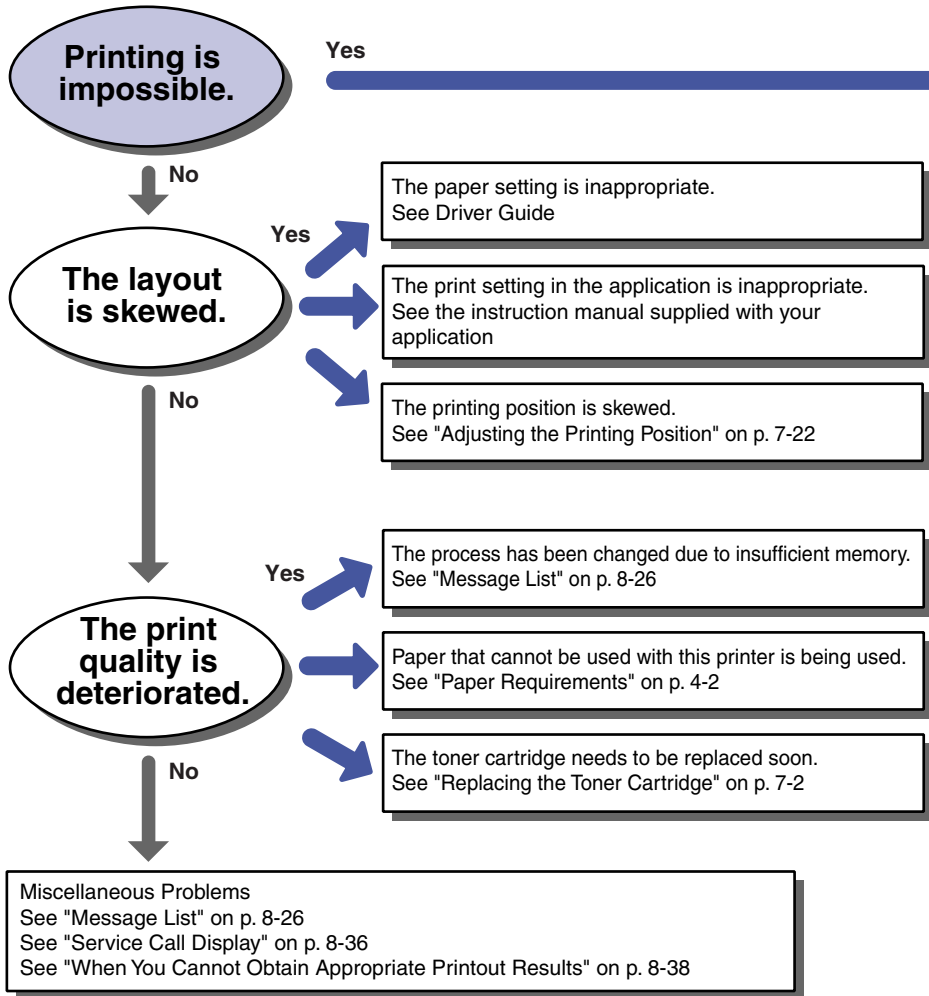 Printing is
impossible.
Yes
No
The layout
is skewed.
Yes
The paper setting is inappropriate.
See Driver Guide
The print setting in the application is inappropriate.
See the instruction manual supplied with your
application
The printing position is skewed.
See "Adjusting the Printing Position" on p. 7-22
No
The print
quality is
deteriorated.
Yes
The process has been changed due to insufficient memory.
See "Message List" on p. 8-26
Paper that cannot be used with this printer is being used.
See "Paper Requirements" on p. 4-2
The toner cartridge needs to be replaced soon.
See "Replacing the Toner Cartridge" on p. 7-2
No
Miscellaneous Problems
See "Message List" on p. 8-26
See "Service Call Display" on p. 8-36
See "When You Cannot Obtain Appropriate Printout Results" on p. 8-38